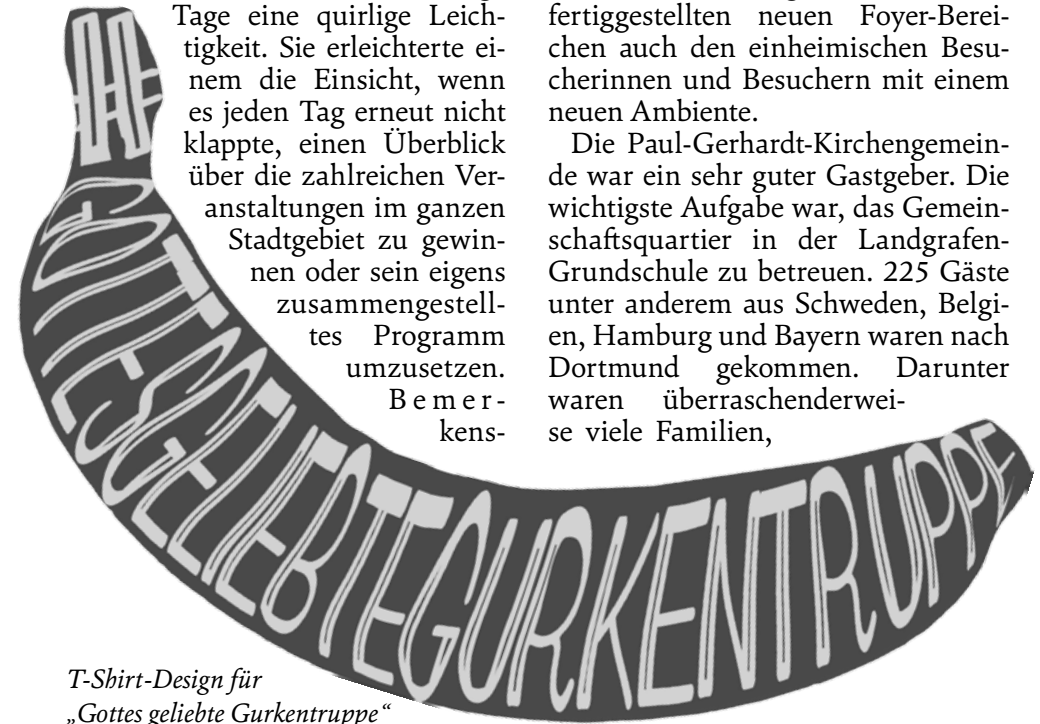 Tage eine quirlige Leich-
tigkeit. Sie erleichterte ei-
nem die Einsicht, wenn
es jeden Tag erneut nicht
klappte, einen Überblick
über die zahlreichen Ver-
anstaltungen im ganzen
Stadtgebiet zu gewin-
nen oder sein eigens
zusammengestell-
tes Programm
umzusetzen.
Bemer-
kens-
fertiggestellten neuen Foyer-Berei-
chen auch den einheimischen Besu-
cherinnen und Besuchern mit einem
neuen Ambiente.
Die Paul-Gerhardt-Kirchengemein-
de war ein sehr guter Gastgeber. Die
wichtigste Aufgabe war, das Gemein-
schaftsquartier in der Landgrafen-
Grundschule zu betreuen. 225 Gäste
unter anderem aus Schweden, Belgi-
en, Hamburg und Bayern waren nach
Dortmund gekommen. Darunter
waren überraschenderwei-
se viele Familien,
#GOTTESGELIEBTEGURKENTRUPPE
T-Shirt-Design für
„Gottes geliebte Gurkentruppe“